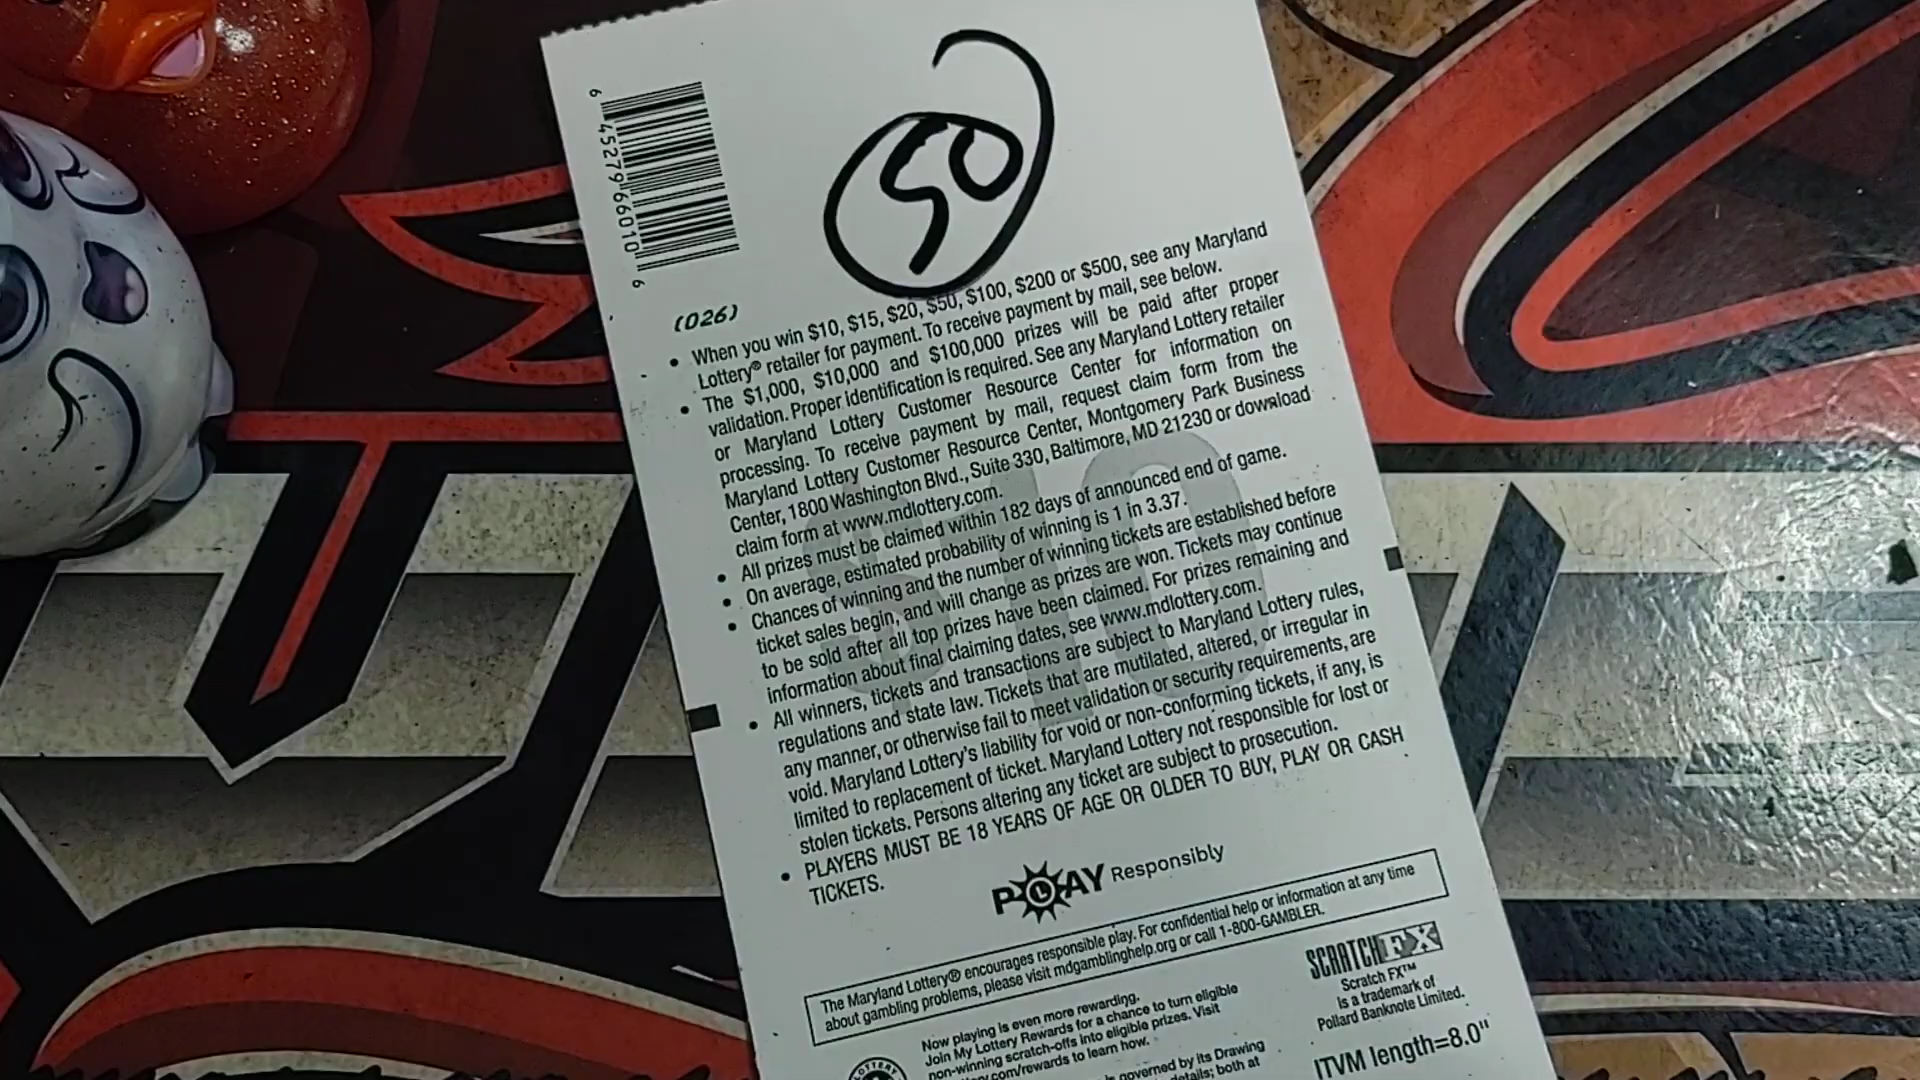 50
6 45279 66010 6
(026)
• When you win $10, $15, $20, $50, $100, $200 or $500, see any Maryland
Lottery® retailer for payment. To receive payment by mail, see below.
• The $1,000, $10,000 and $100,000 prizes will be paid after proper
validation. Proper identification is required. See any Maryland Lottery retailer
or Maryland Lottery Customer Resource Center for information on
processing. To receive payment by mail, request claim form from the
Maryland Lottery Customer Resource Center, Montgomery Park Business
Center, 1800 Washington Blvd., Suite 330, Baltimore, MD 21230 or download
claim form at www.mdlottery.com.
• All prizes must be claimed within 182 days of announced end of game.
• On average, estimated probability of winning is 1 in 3.37.
• Chances of winning and the number of winning tickets are established before
ticket sales begin, and will change as prizes are won. Tickets may continue
to be sold after all top prizes have been claimed. For prizes remaining and
information about final claiming dates, see www.mdlottery.com.
• All winners, tickets and transactions are subject to Maryland Lottery rules,
regulations and state law. Tickets that are mutilated, altered, or irregular in
any manner, or otherwise fail to meet validation or security requirements, are
void. Maryland Lottery's liability for void or non-conforming tickets, if any, is
limited to replacement of ticket. Maryland Lottery not responsible for lost or
stolen tickets. Persons altering any ticket are subject to prosecution.
• PLAYERS MUST BE 18 YEARS OF AGE OR OLDER TO BUY, PLAY OR CASH
TICKETS.
$10
PLAY Responsibly
The Maryland Lottery® encourages responsible play. For confidential help or information at any time
about gambling problems, please visit mdgamblinghelp.org or call 1-800-GAMBLER.
SCRATCH FX
Scratch FX™
is a trademark of
Pollard Banknote Limited.
ITVM length=8.0"
Now playing is even more rewarding.
Join My Lottery Rewards for a chance to turn eligible
non-winning scratch-offs into eligible prizes. Visit
.com/rewards to learn how.
is governed by its Drawing
details; both at
LOTTERY